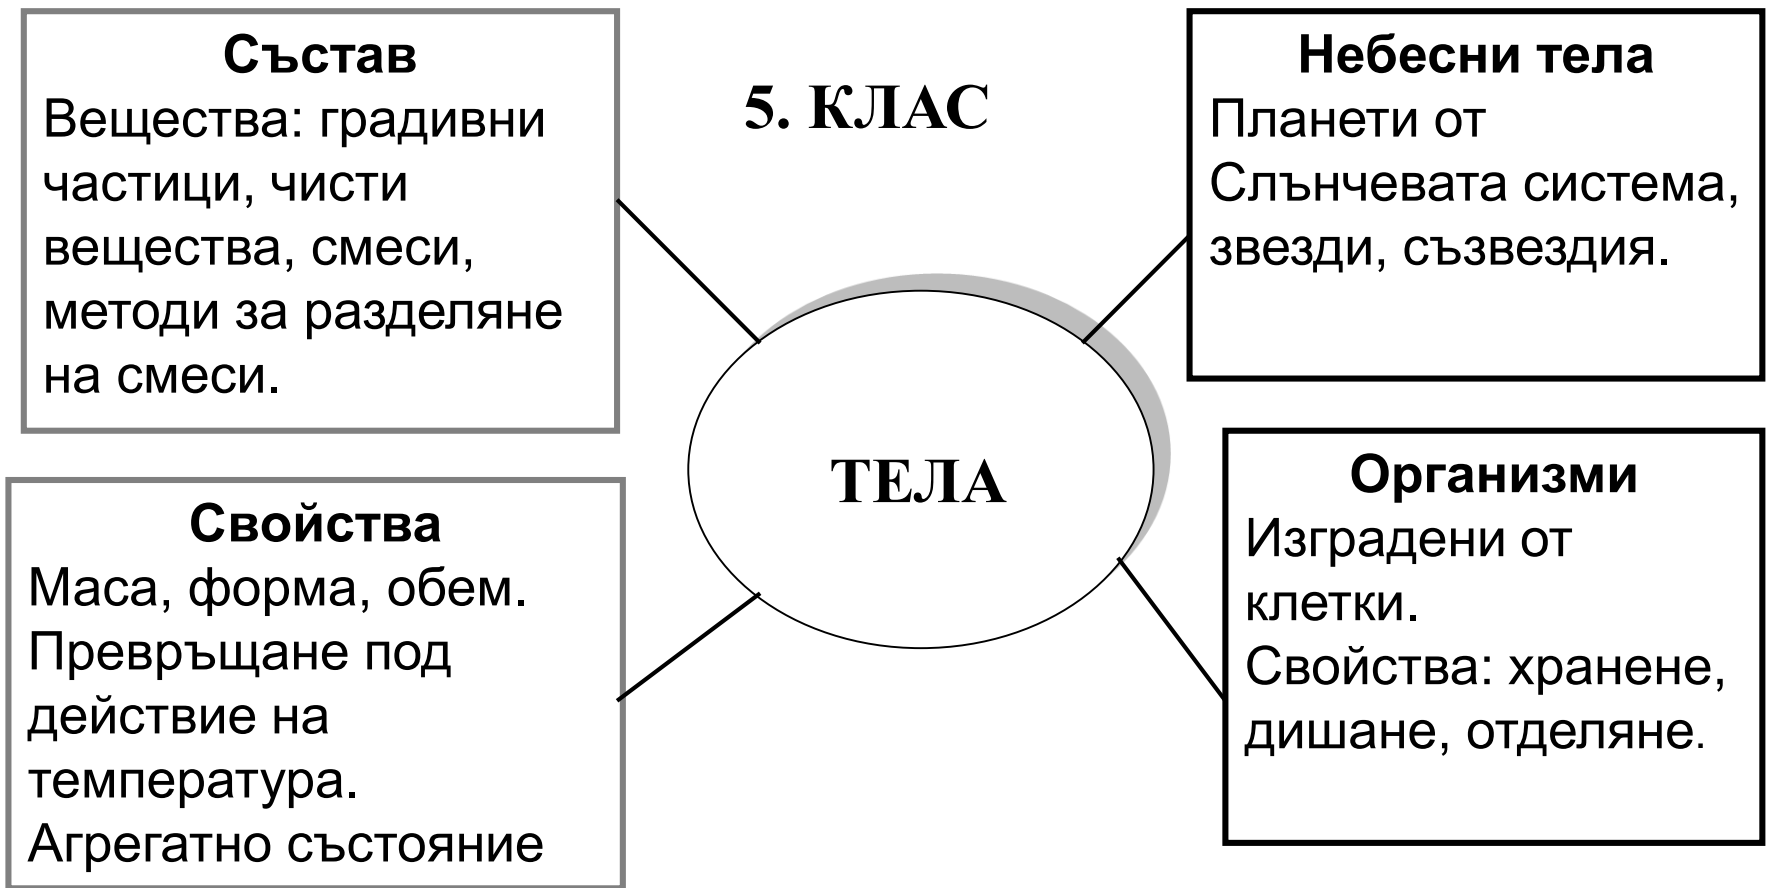 Състав
Вещества: градивни
частици, чисти
вещества, смеси,
методи за разделяне
на смеси.
5. КЛАС
Небесни тела
Планети от
Слънчевата система,
звезди, съзвездия.
ТЕЛА
Свойства
Маса, форма, обем.
Превръщане под
действие на
температура.
Агрегатно състояние
Организми
Изградени от
клетки.
Свойства: хранене,
дишане, отделяне.